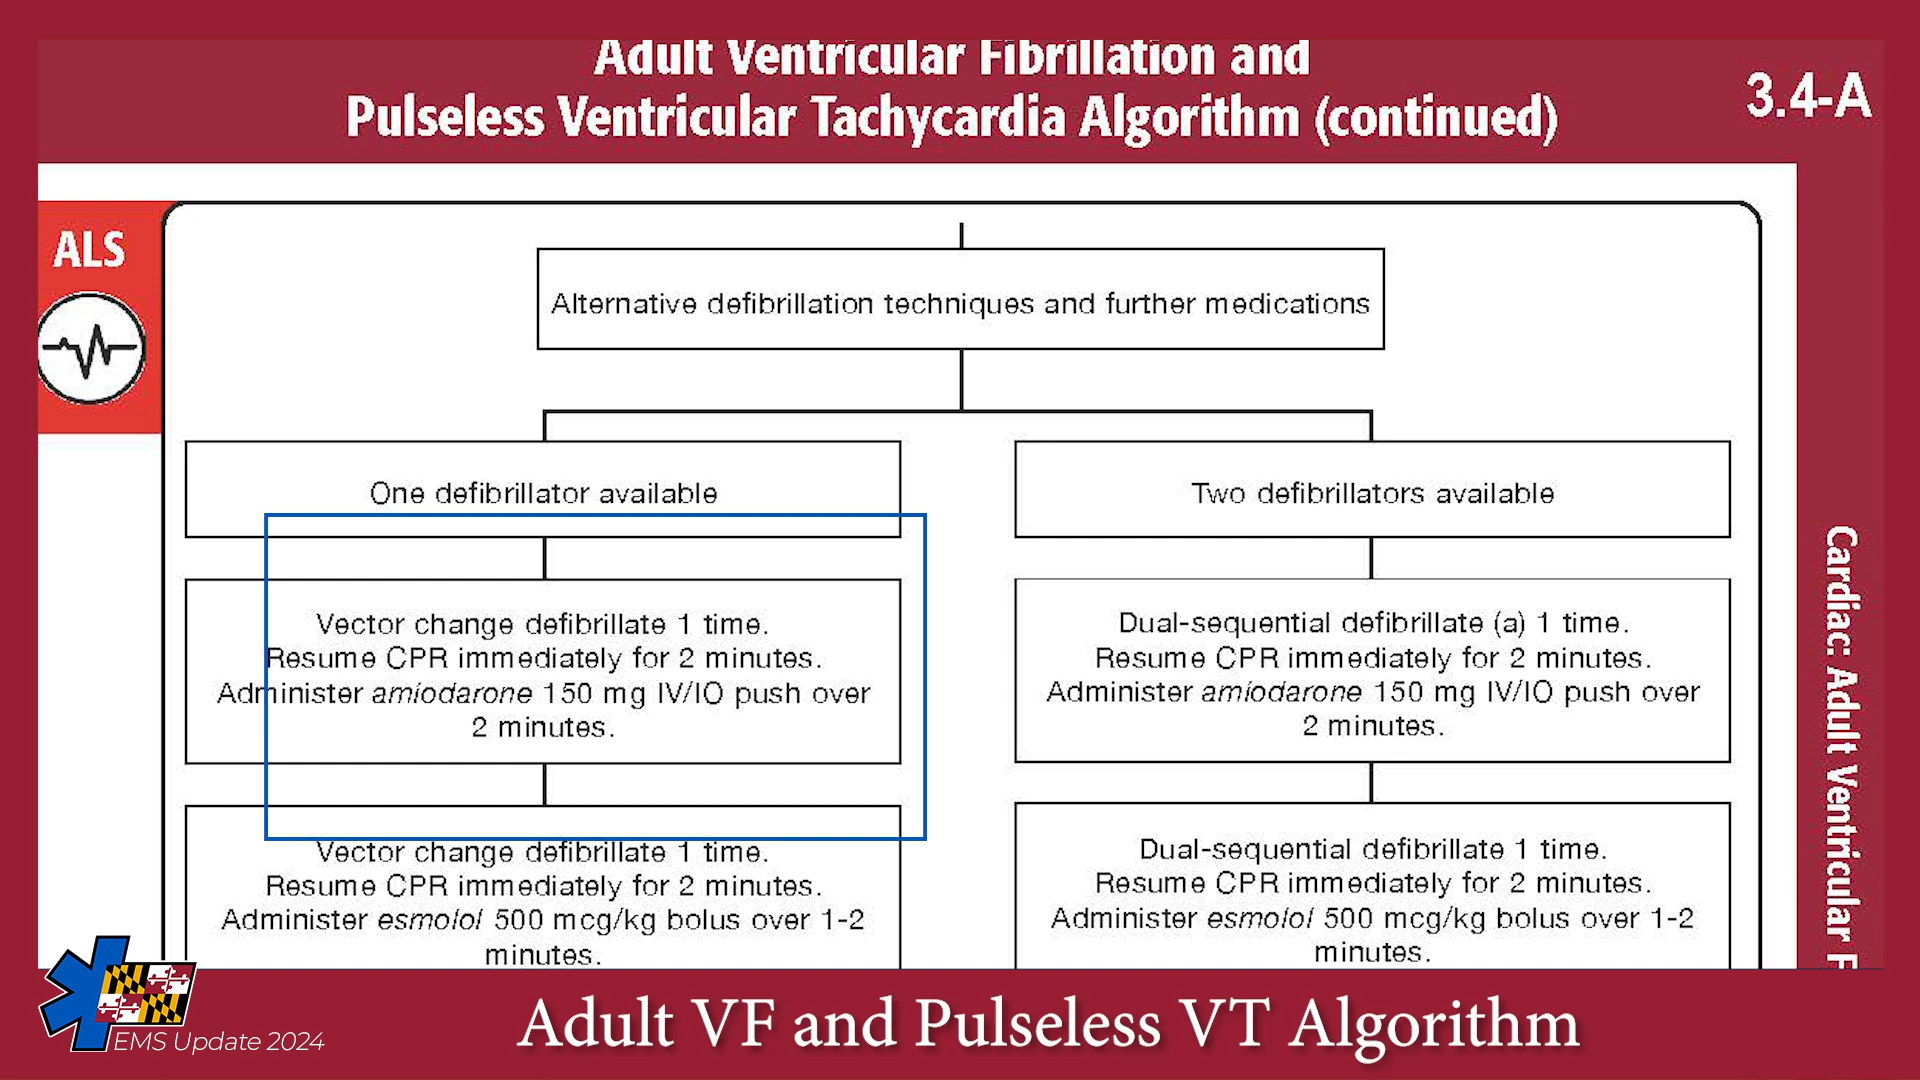 Adult Ventricular Fibrillation and
Pulseless Ventricular Tachycardia Algorithm (continued)
3.4-A
ALS
Alternative defibrillation techniques and further medications
One defibrillator available
Vector change defibrillate 1 time.
Resume CPR immediately for 2 minutes.
Administer amiodarone 150 mg IV/IO push over
2 minutes.
Vector change defibrillate 1 time.
Resume CPR immediately for 2 minutes.
Administer esmolol 500 mcg/kg bolus over 1-2
minutes.
Two defibrillators available
Dual-sequential defibrillate (a) 1 time.
Resume CPR immediately for 2 minutes.
Administer amiodarone 150 mg IV/IO push over
2 minutes.
Dual-sequential defibrillate 1 time.
Resume CPR immediately for 2 minutes.
Administer esmolol 500 mcg/kg bolus over 1-2
minutes.
Cardiac: Adult Ventricular F
EMS Update 2024
Adult VF and Pulseless VT Algorithm